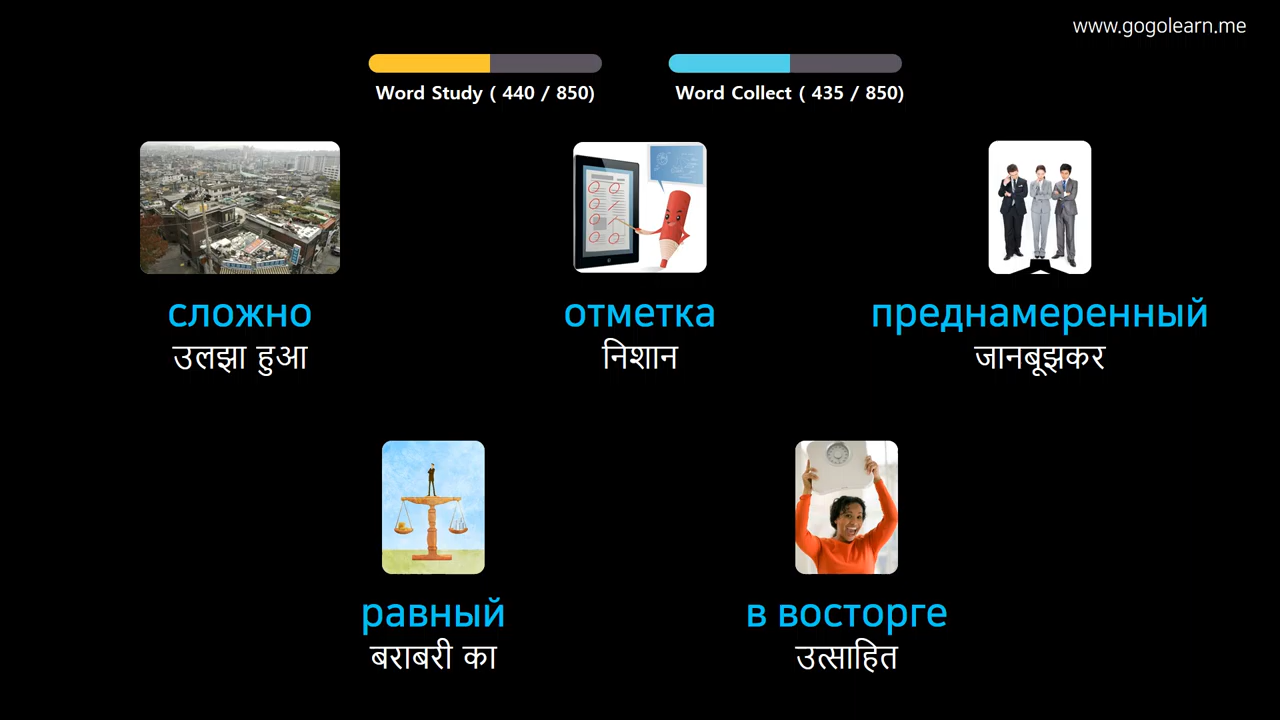 www.gogolearn.me
Word Study ( 440 / 850)
Word Collect ( 435 / 850)
сложно
उलझा हुआ
отметка
निशान
преднамеренный
जानबूझकर
равный
बराबरी का
в восторге
उत्साहित